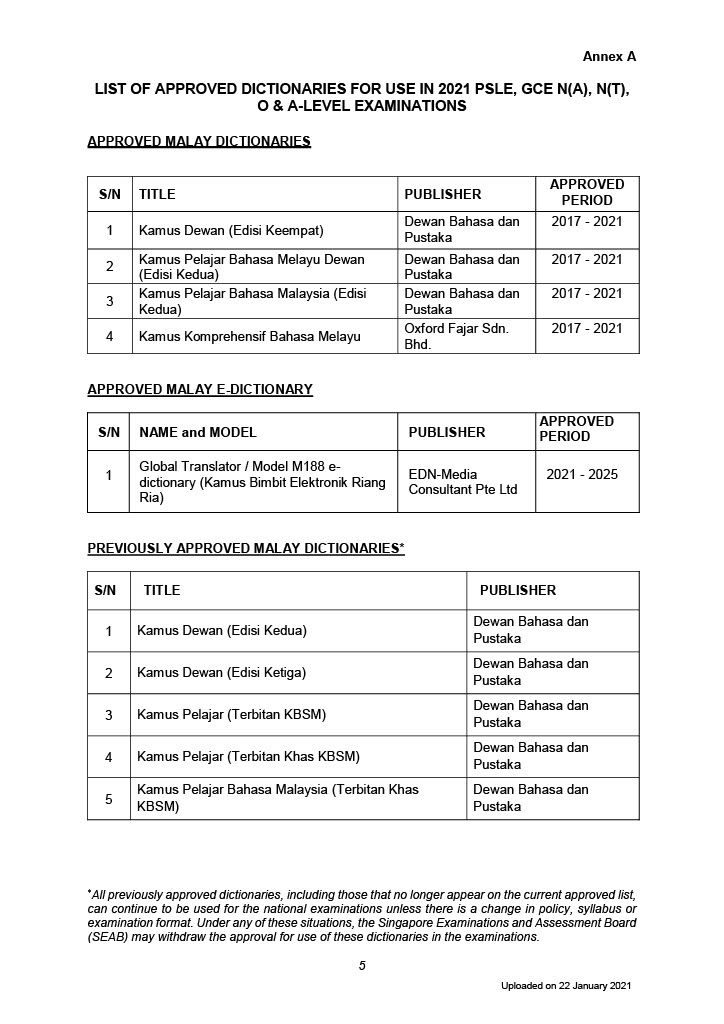 Annex A
LIST OF APPROVED DICTIONARIES FOR USE IN 2021 PSLE, GCE N(A), N(T),
O & A-LEVEL EXAMINATIONS
APPROVED MALAY DICTIONARIES
S/N TITLE PUBLISHER APPROVED PERIOD
1 Kamus Dewan (Edisi Keempat) Dewan Bahasa dan Pustaka 2017 - 2021
2 Kamus Pelajar Bahasa Melayu Dewan (Edisi Kedua) Dewan Bahasa dan Pustaka 2017 - 2021
3 Kamus Pelajar Bahasa Malaysia (Edisi Kedua) Dewan Bahasa dan Pustaka 2017 - 2021
4 Kamus Komprehensif Bahasa Melayu Oxford Fajar Sdn. Bhd. 2017 - 2021
APPROVED MALAY E-DICTIONARY
S/N NAME and MODEL PUBLISHER APPROVED PERIOD
1 Global Translator / Model M188 e-dictionary (Kamus Bimbit Elektronik Riang Ria) EDN-Media Consultant Pte Ltd 2021 - 2025
PREVIOUSLY APPROVED MALAY DICTIONARIES*
S/N TITLE PUBLISHER
1 Kamus Dewan (Edisi Kedua) Dewan Bahasa dan Pustaka
2 Kamus Dewan (Edisi Ketiga) Dewan Bahasa dan Pustaka
3 Kamus Pelajar (Terbitan KBSM) Dewan Bahasa dan Pustaka
4 Kamus Pelajar (Terbitan Khas KBSM) Dewan Bahasa dan Pustaka
5 Kamus Pelajar Bahasa Malaysia (Terbitan Khas KBSM) Dewan Bahasa dan Pustaka
*All previously approved dictionaries, including those that no longer appear on the current approved list,
can continue to be used for the national examinations unless there is a change in policy, syllabus or
examination format. Under any of these situations, the Singapore Examinations and Assessment Board
(SEAB) may withdraw the approval for use of these dictionaries in the examinations.
5
Uploaded on 22 January 2021